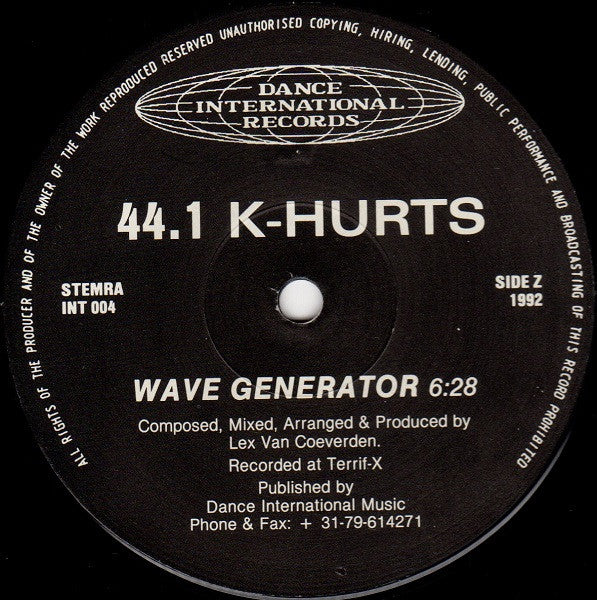 ALL RIGHTS OF THE PRODUCER AND OF THE OWNER OF THE WORK REPRODUCED RESERVED UNAUTHORISED COPYING, HIRING, LENDING, PUBLIC PERFORMANCE AND BROADCASTING OF THIS RECORD PROHIBITED
DANCE
INTERNATIONAL
RECORDS
44.1 K-HURTS
STEMRA
INT 004
SIDE Z
1992
WAVE GENERATOR 6:28
Composed, Mixed, Arranged & Produced by
Lex Van Coeverden.
Recorded at Terrif-X
Published by
Dance International Music
Phone & Fax: + 31-79-614271